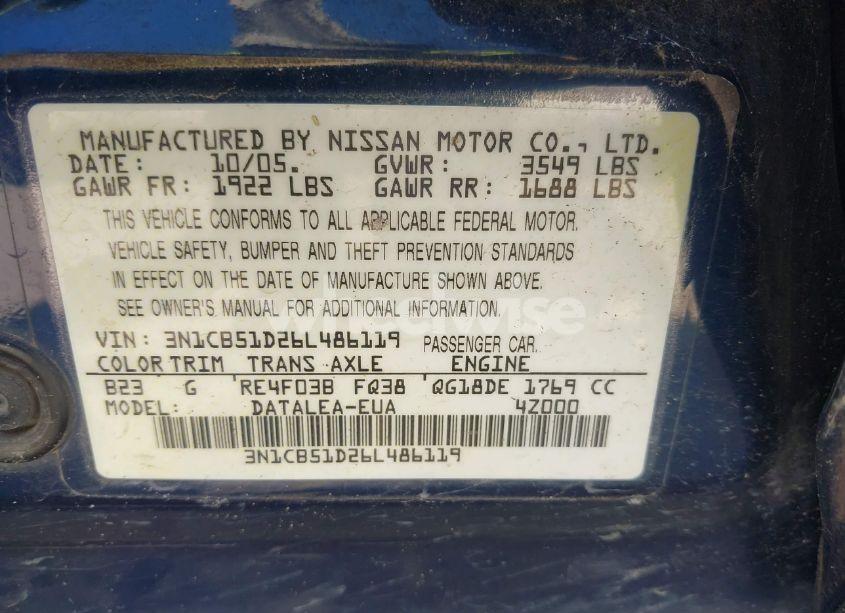 MANUFACTURED BY NISSAN MOTOR CO., LTD.
DATE: 10/05. GVWR: 3549 LBS
GAWR FR: 1922 LBS GAWR RR: 1688 LBS
THIS VEHICLE CONFORMS TO ALL APPLICABLE FEDERAL MOTOR.
VEHICLE SAFETY, BUMPER AND THEFT PREVENTION STANDARDS
IN EFFECT ON THE DATE OF MANUFACTURE SHOWN ABOVE.
SEE OWNER'S MANUAL FOR ADDITIONAL INFORMATION.
VIN: 3N1CB51D26L486119 PASSENGER CAR.
COLOR TRIM TRANS AXLE ENGINE
B23 G RE4F03B FQ38 QG18DE 1769 CC
MODEL: DATALEA-EUA 4Z000
3N1CB51D26L486119